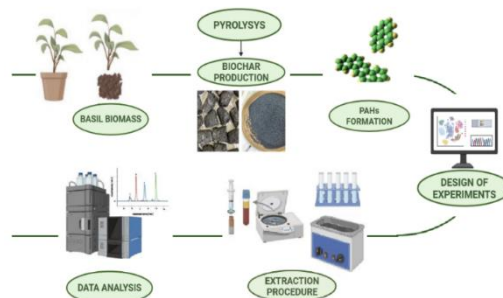 PYROLYSYS
BIOCHAR
PRODUCTION
BASIL BIOMASS
PAHs
FORMATION
DESIGN OF
EXPERIMENTS
DATA ANALYSIS
EXTRACTION
PROCEDURE